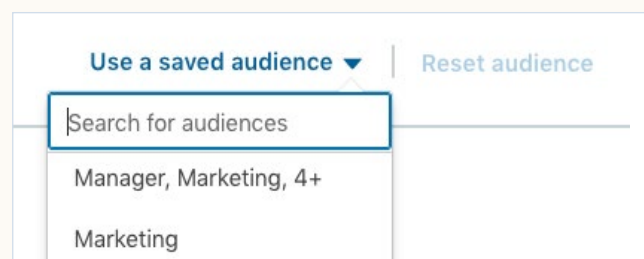 Use a saved audience Reset audience
Search for audiences
Manager, Marketing, 4+
Marketing